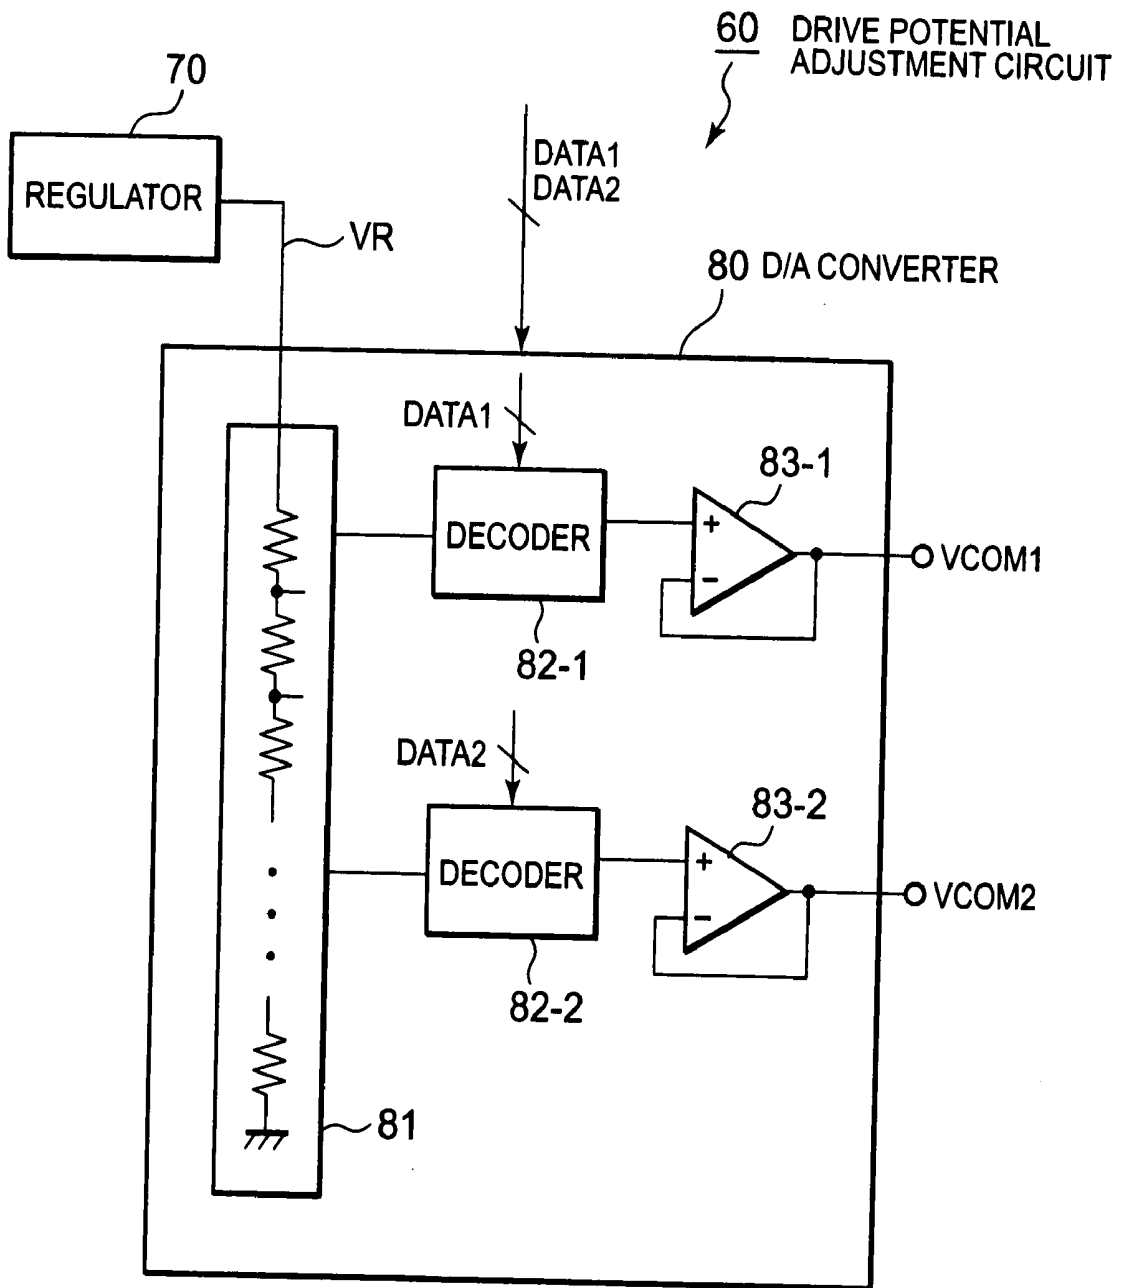 60 DRIVE POTENTIAL
ADJUSTMENT CIRCUIT
70
REGULATOR
DATA1
DATA2
VR
80 D/A CONVERTER
DATA1
83-1
+
DECODER
-
VCOM1
82-1
DATA2
83-2
+
DECODER
-
VCOM2
82-2
81